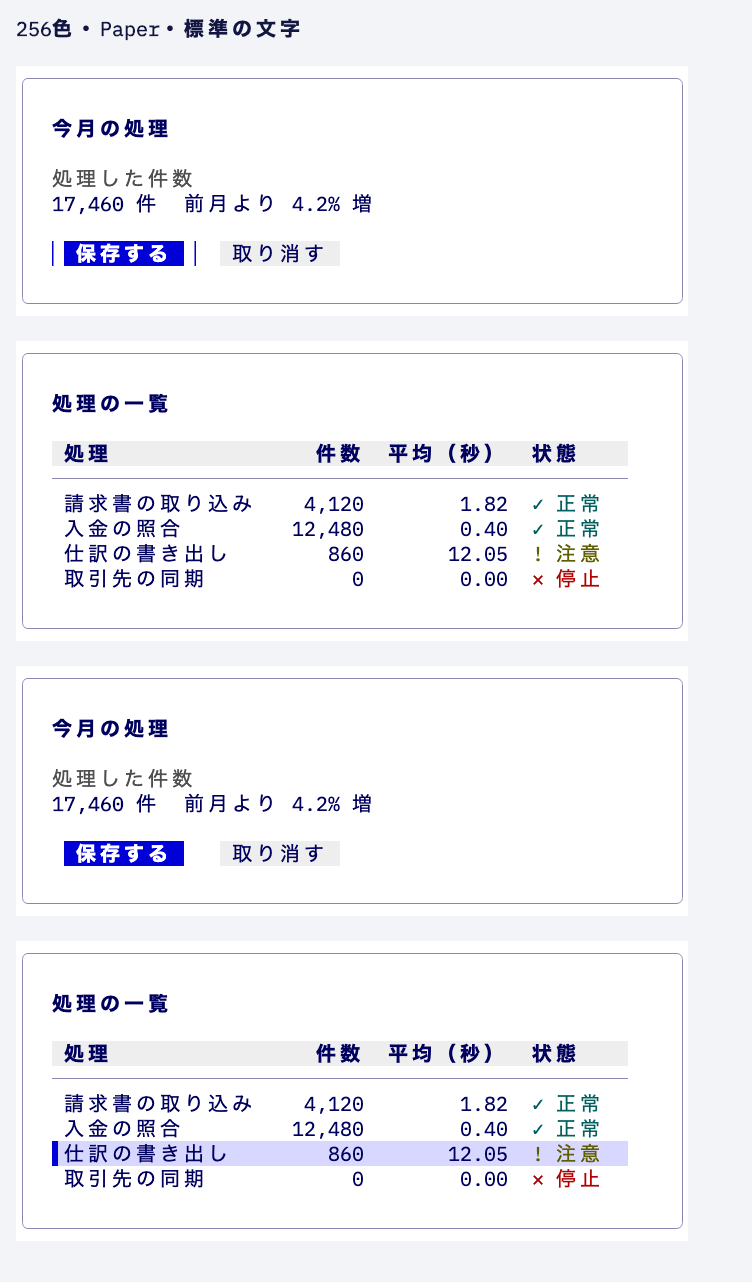 256色 • Paper • 標準の文字
今月の処理
処理した件数
17,460 件 前月より 4.2% 増
保存する 取り消す
処理の一覧
処理 件数 平均（秒） 状態
請求書の取り込み 4,120 1.82 ✓ 正常
入金の照合 12,480 0.40 ✓ 正常
仕訳の書き出し 860 12.05 ! 注意
取引先の同期 0 0.00 × 停止
今月の処理
処理した件数
17,460 件 前月より 4.2% 増
保存する 取り消す
処理の一覧
処理 件数 平均（秒） 状態
請求書の取り込み 4,120 1.82 ✓ 正常
入金の照合 12,480 0.40 ✓ 正常
仕訳の書き出し 860 12.05 ! 注意
取引先の同期 0 0.00 × 停止